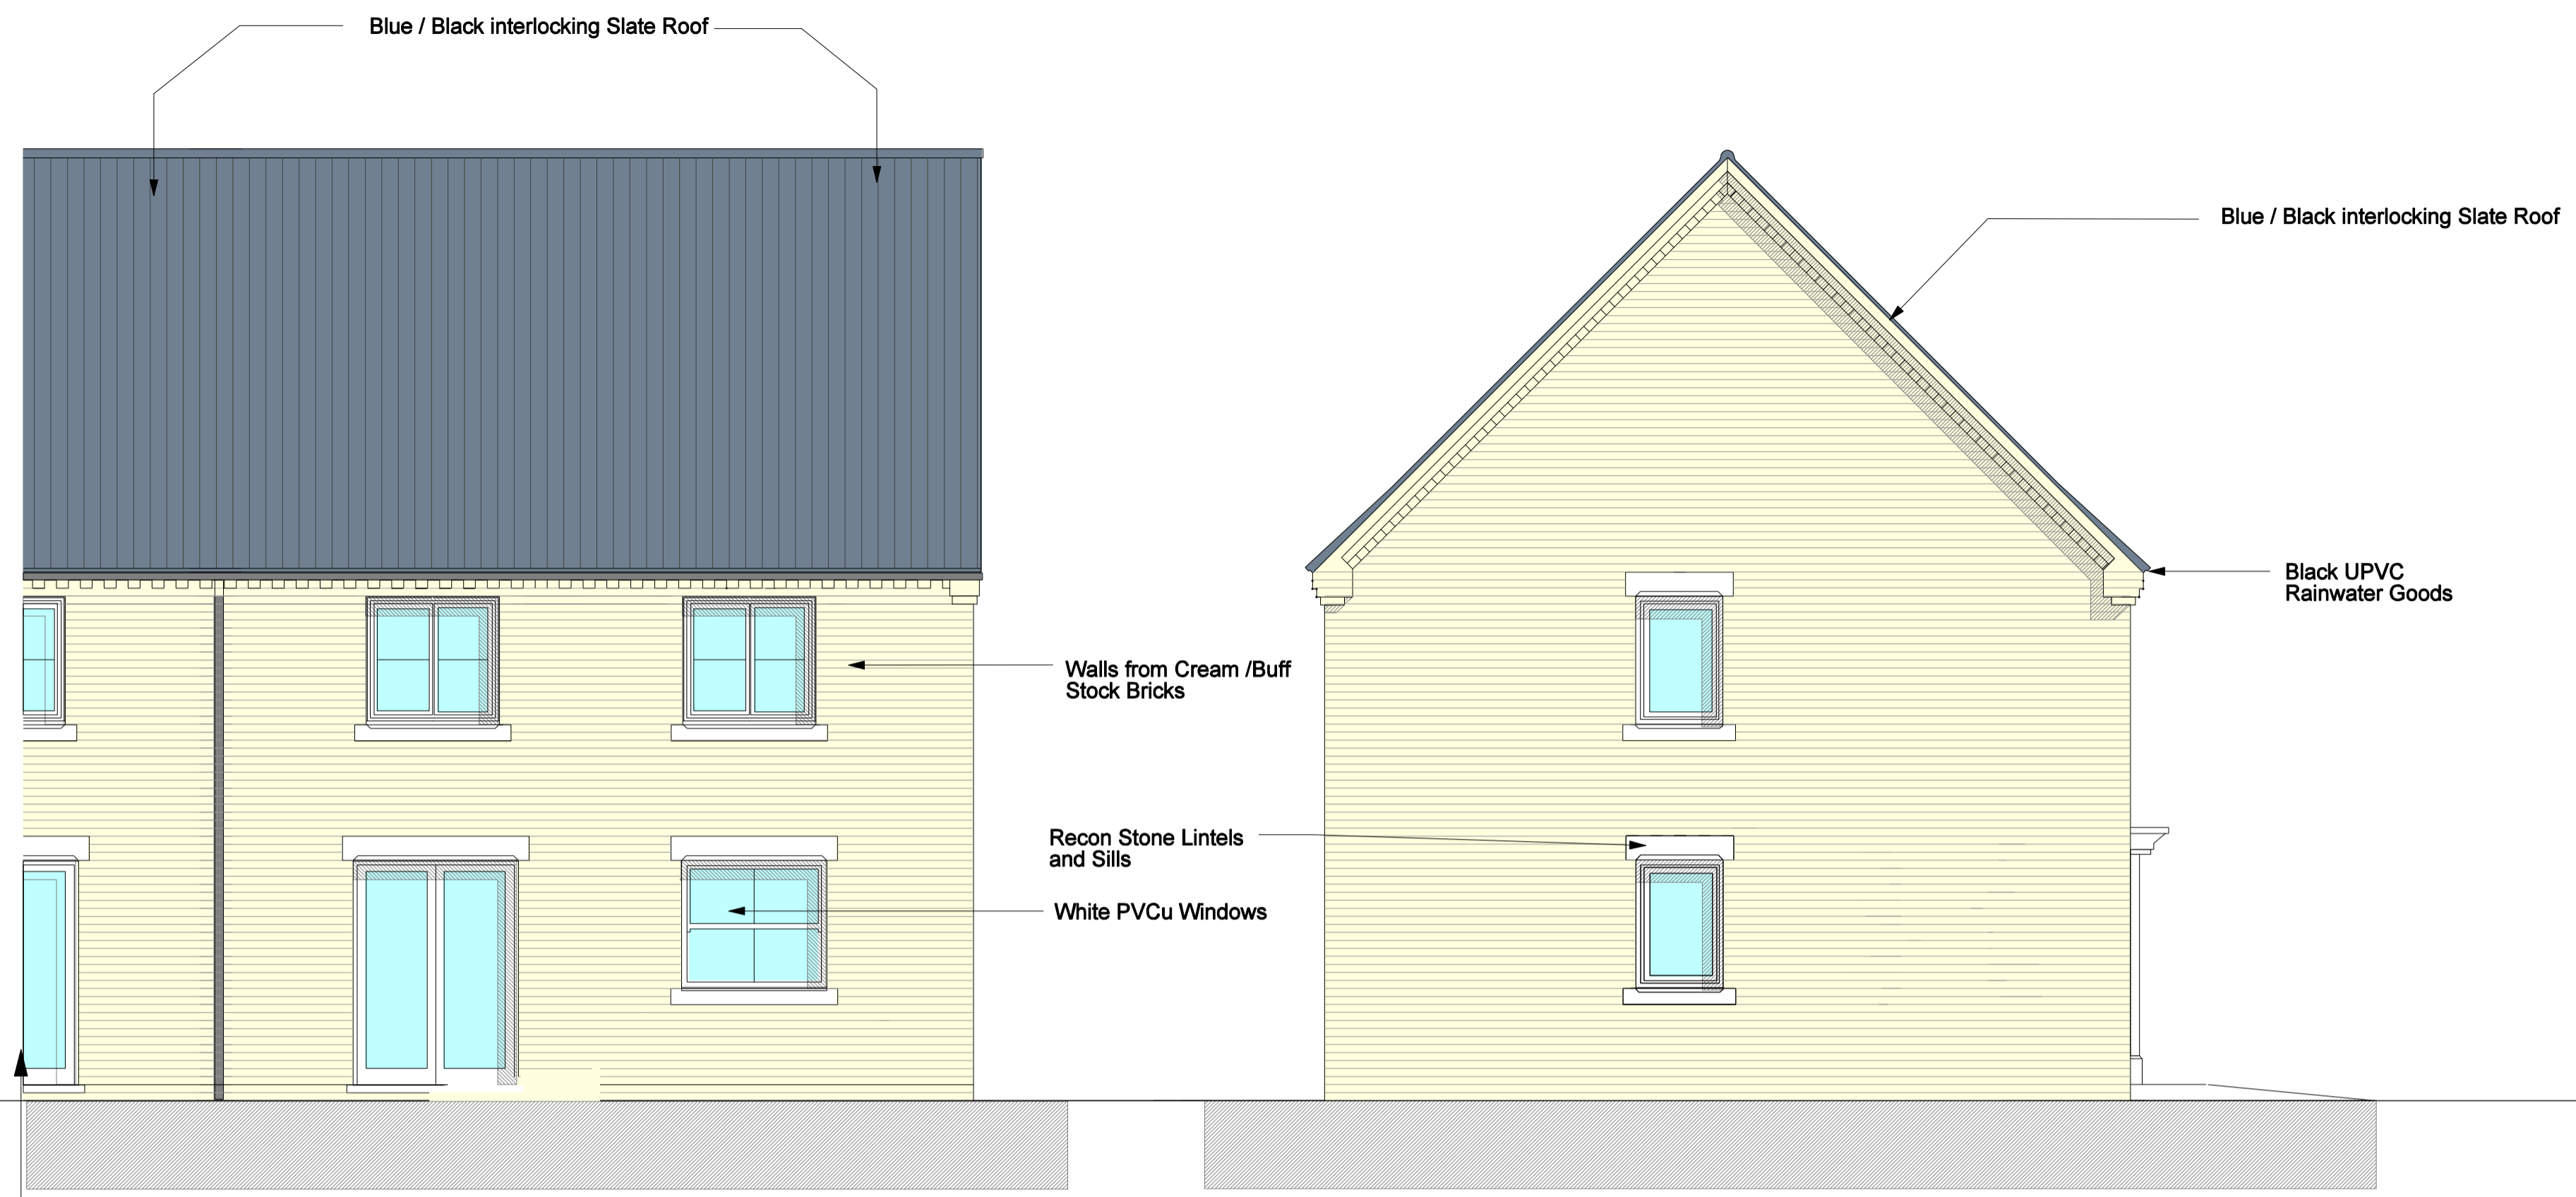 Blue / Black interlocking Slate Roof
Blue / Black interlocking Slate Roof
Black UPVC
Rainwater Goods
Walls from Cream /Buff
Stock Bricks
Recon Stone Lintels
and Sills
White PVCu Windows